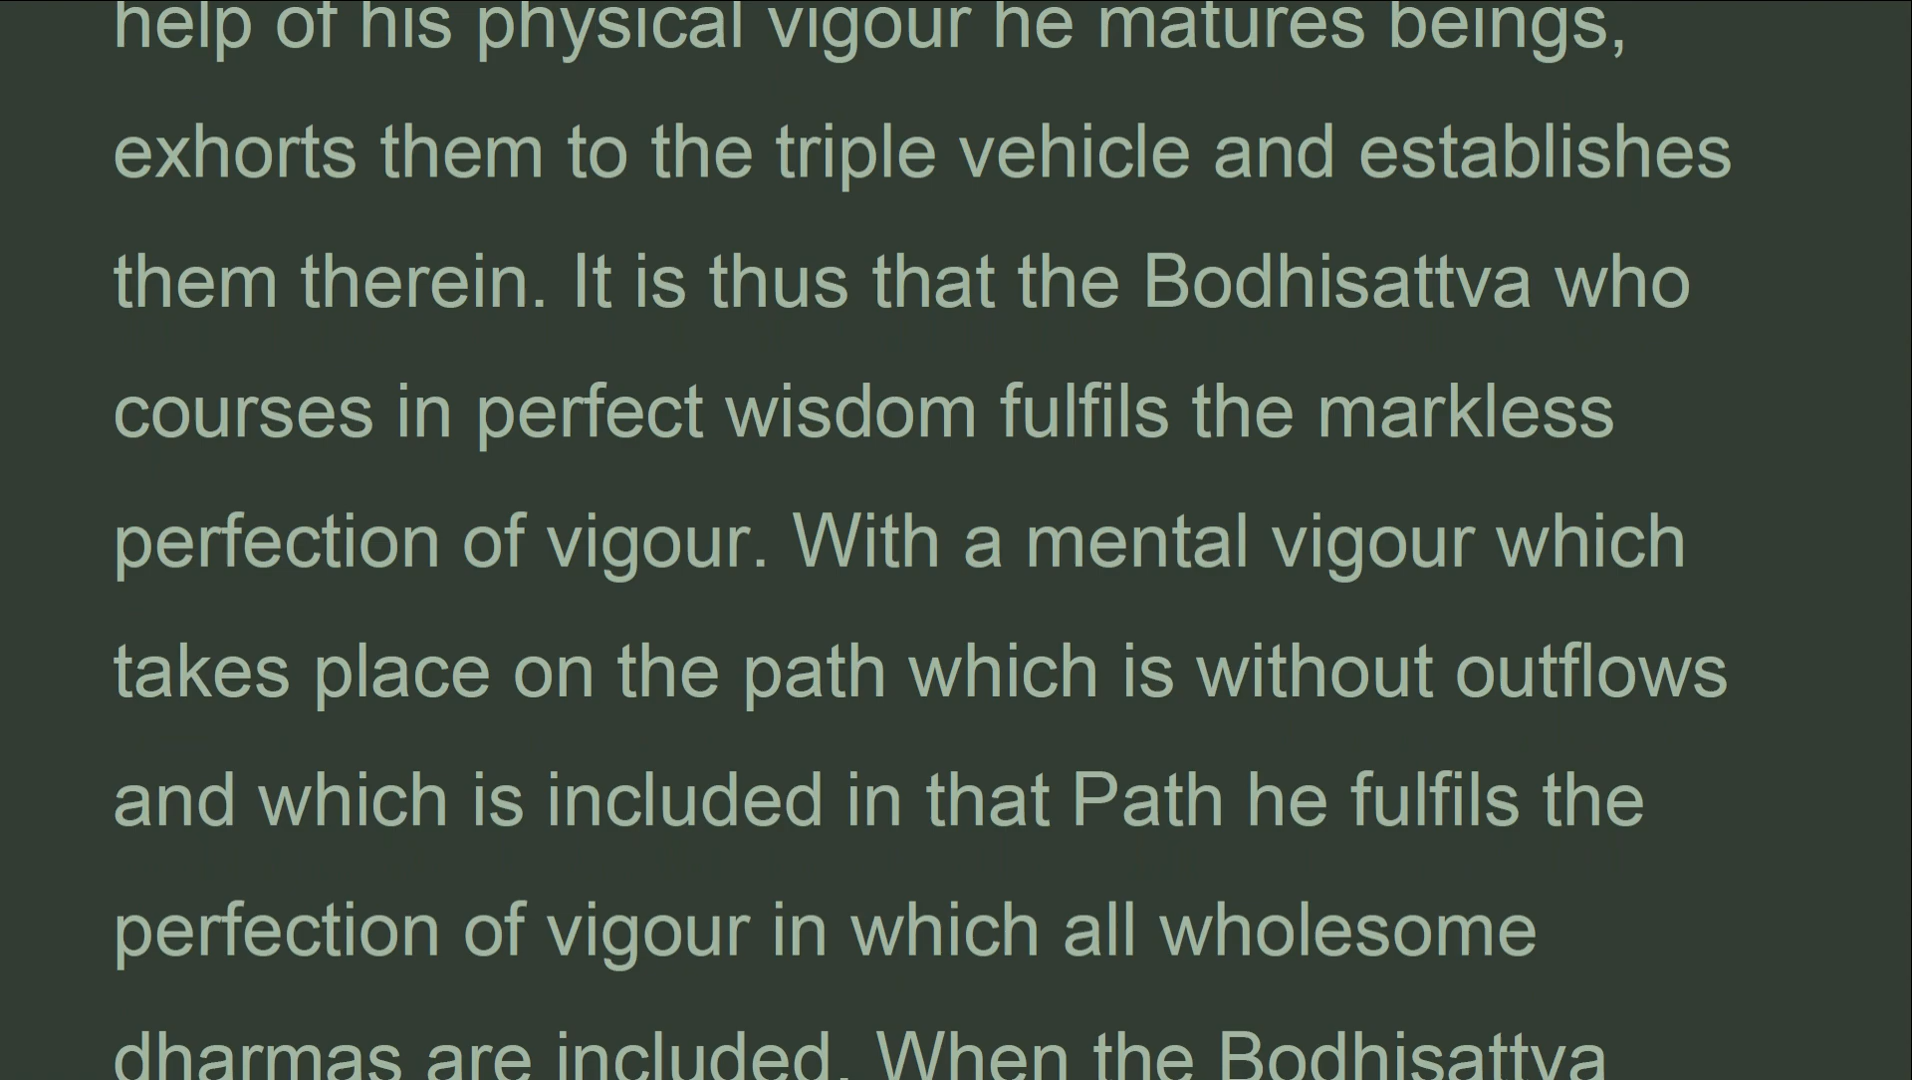 help of his physical vigour he matures beings,
exhorts them to the triple vehicle and establishes
them therein. It is thus that the Bodhisattva who
courses in perfect wisdom fulfils the markless
perfection of vigour. With a mental vigour which
takes place on the path which is without outflows
and which is included in that Path he fulfils the
perfection of vigour in which all wholesome
dharmas are included. When the Bodhisattva